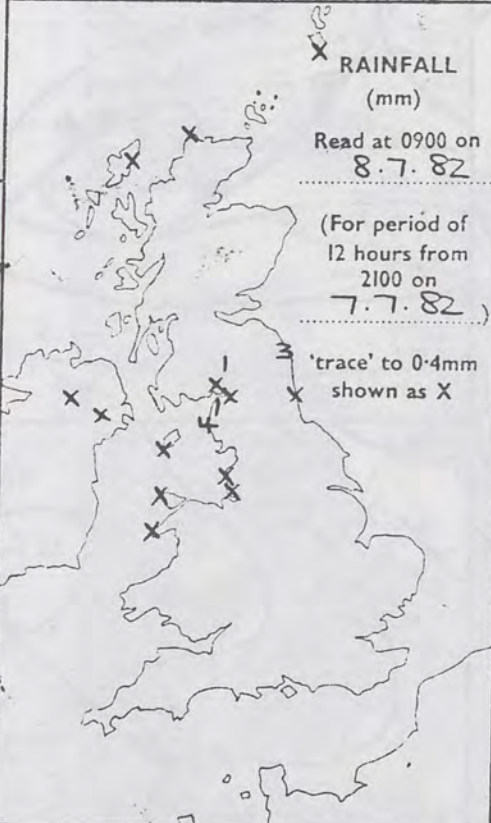 X
RAINFALL
(mm)
Read at 0900 on
8.7.82
(For period of
12 hours from
2100 on
7.7.82)
'trace' to 0·4mm
shown as X
X
X
3
1
X
X
X
1
X
X
4
X
X
X
X
X